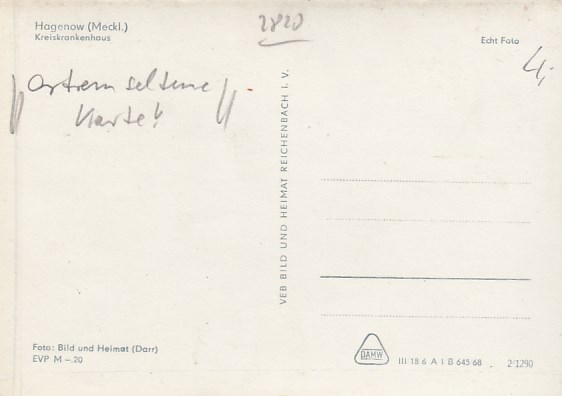 Hagenow (Meckl.)
Kreiskrankenhaus
2820
Echt Foto
4,-
extrem seltene
Karte!
VEB BILD UND HEIMAT REICHENBACH I. V.
Foto: Bild und Heimat (Darr)
EVP M –.20
DAMW
III 18 6 A 1 B 645 68
2/1290